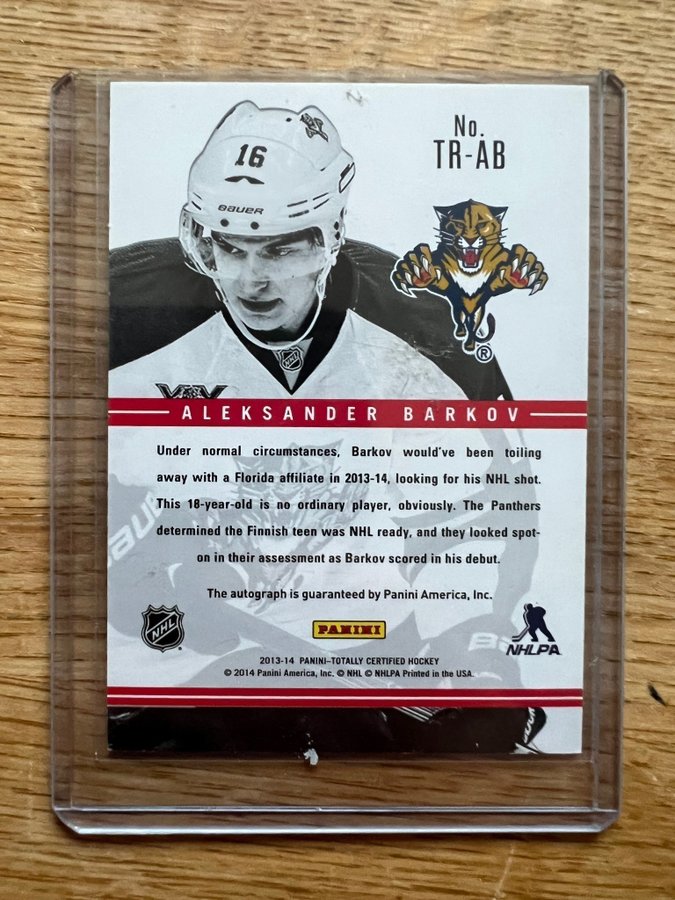 No.
TR-AB
16
BAUER
NHL
®
ALEKSANDER BARKOV
Under normal circumstances, Barkov would've been toiling
away with a Florida affiliate in 2013-14, looking for his NHL shot.
This 18-year-old is no ordinary player, obviously. The Panthers
determined the Finnish teen was NHL ready, and they looked spot-
on in their assessment as Barkov scored in his debut.
The autograph is guaranteed by Panini America, Inc.
NHL
PANINI
NHLPA
2013-14 PANINI–TOTALLY CERTIFIED HOCKEY
© 2014 Panini America, Inc. © NHL © NHLPA Printed in the USA.